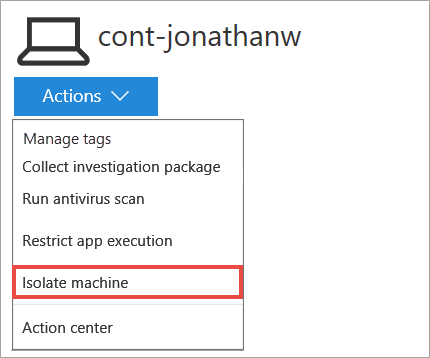 cont-jonathanw
Actions
Manage tags
Collect investigation package
Run antivirus scan
Restrict app execution
Isolate machine
Action center